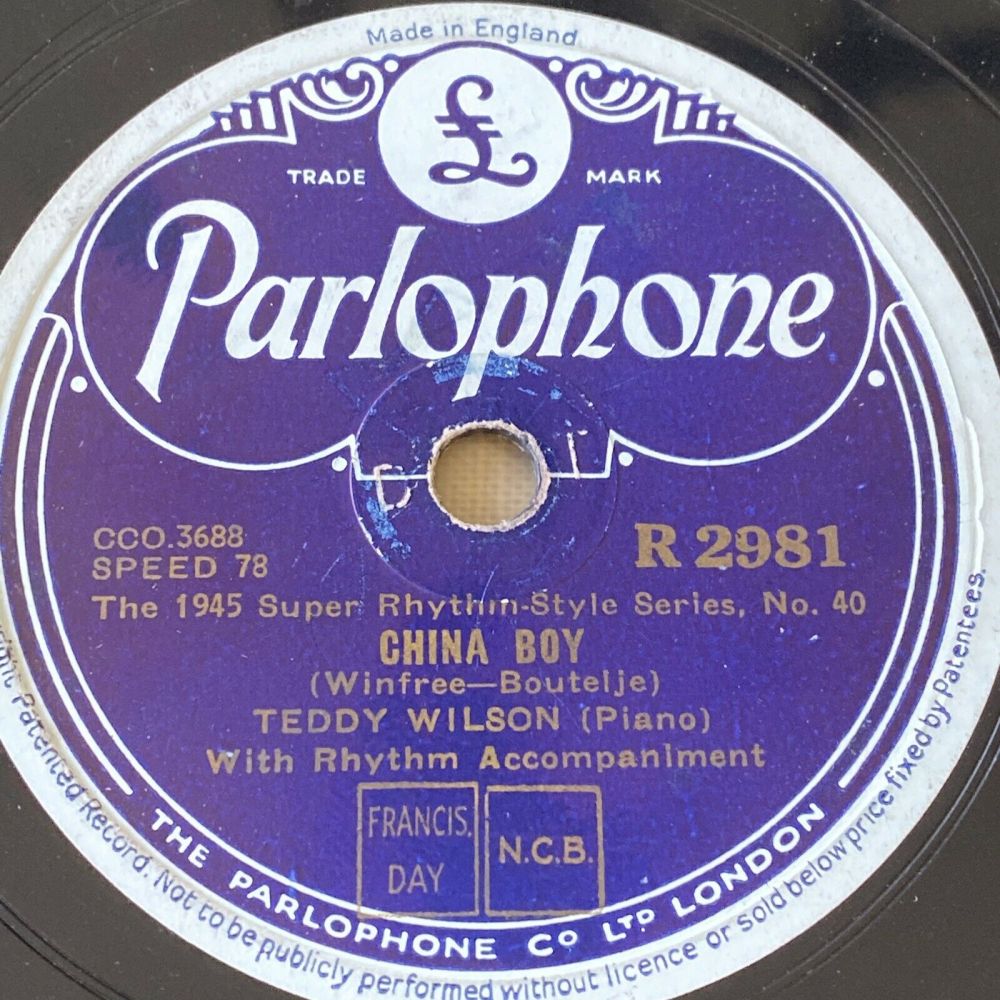 Made in England
£
TRADE MARK
Parlophone
D T
CCO.3688
SPEED 78
R 2981
The 1945 Super Rhythm-Style Series, No. 40
CHINA BOY
(Winfree—Boutelje)
TEDDY WILSON (Piano)
With Rhythm Accompaniment
FRANCIS.
DAY
N.C.B.
THE PARLOPHONE Cº LTD LONDON
Patented Record. Not to be publicly performed without licence or sold below price fixed by Patentees.